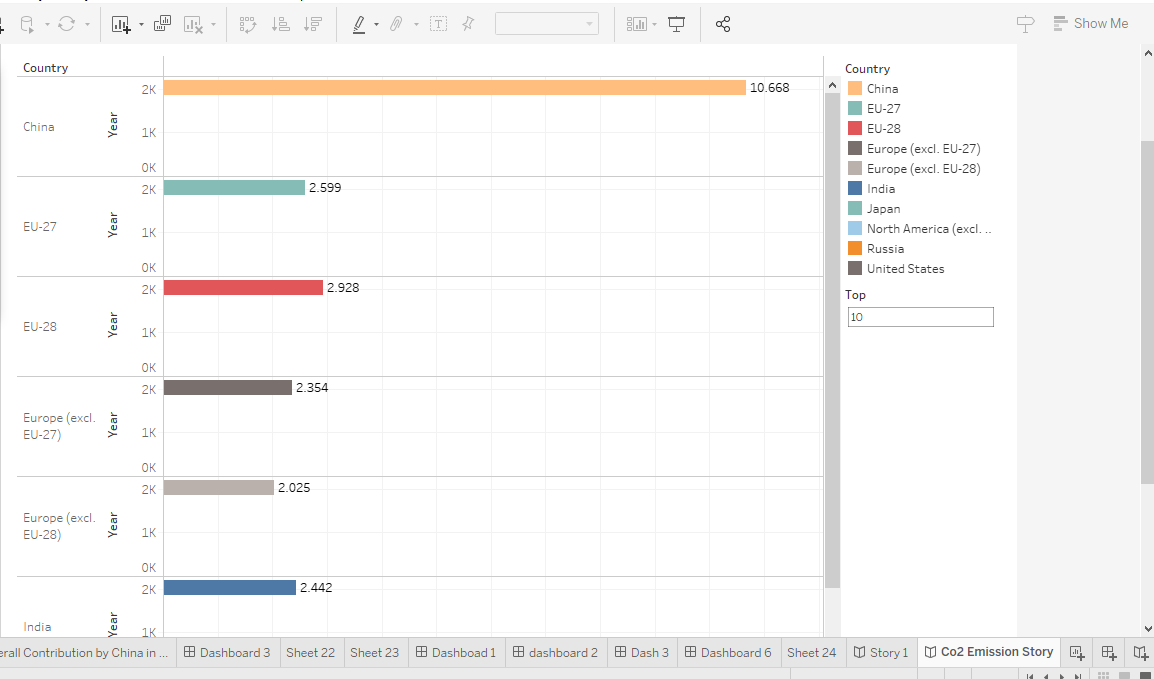 Show Me
Country
2K
1K
0K
Year
China
10.668
2K
1K
0K
Year
EU-27
2.599
2K
1K
0K
Year
EU-28
2.928
2K
1K
0K
Year
Europe (excl.
EU-27)
2.354
2K
1K
0K
Year
Europe (excl.
EU-28)
2.025
2K
1K
Year
India
2.442
Country
China
EU-27
EU-28
Europe (excl. EU-27)
Europe (excl. EU-28)
India
Japan
North America (excl. ..
Russia
United States
Top
10
erall Contribution by China in ...
Dashboard 3
Sheet 22
Sheet 23
Dashboad 1
dashboard 2
Dash 3
Dashboard 6
Sheet 24
Story 1
Co2 Emission Story